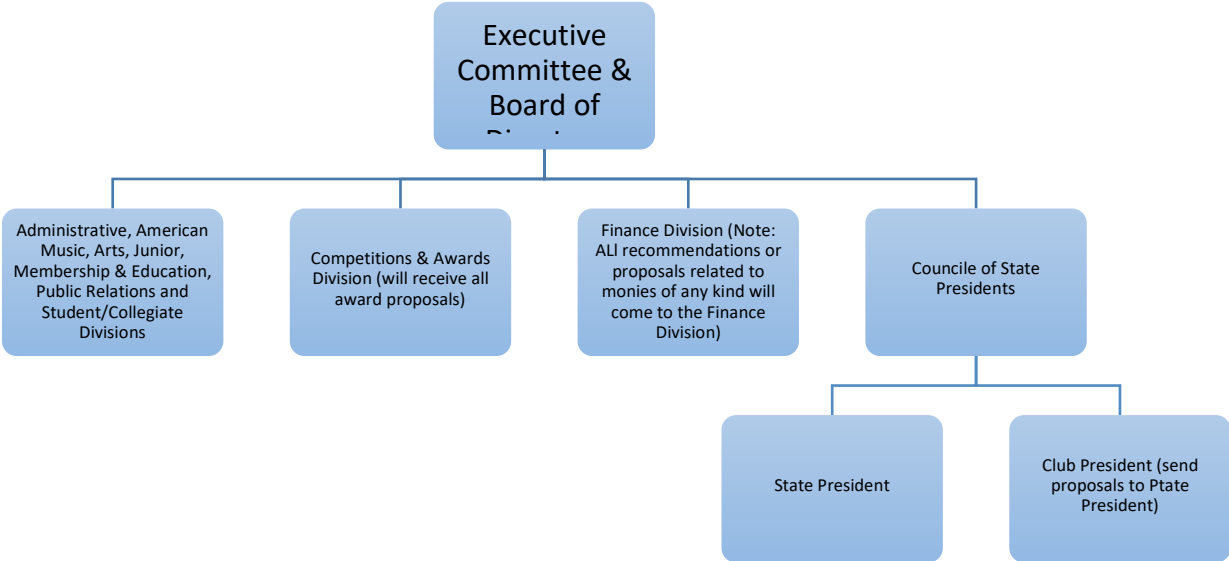 Executive
Committee &
Board of
Administrative, American
Music, Arts, Junior,
Membership & Education,
Public Relations and
Student/Collegiate
Divisions
Competitions & Awards
Division (will receive all
award proposals)
Finance Division (Note:
ALl recommendations or
proposals related to
monies of any kind will
come to the Finance
Division)
Councile of State
Presidents
State President
Club President (send
proposals to Ptate
President)